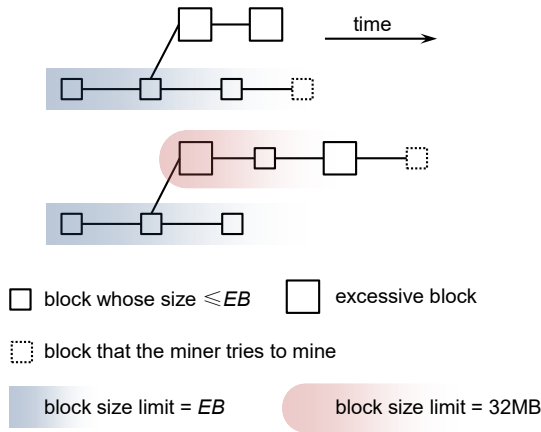 time
block whose size ⩽EB
excessive block
block that the miner tries to mine
block size limit = EB
block size limit = 32MB